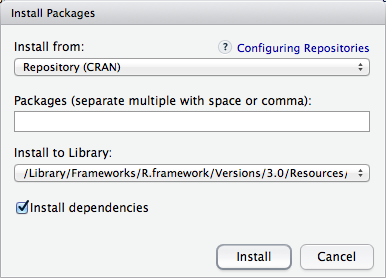 Install Packages
Install from:
? Configuring Repositories
Repository (CRAN)
Packages (separate multiple with space or comma):
Install to Library:
/Library/Frameworks/R.framework/Versions/3.0/Resources/
Install dependencies
Install Cancel